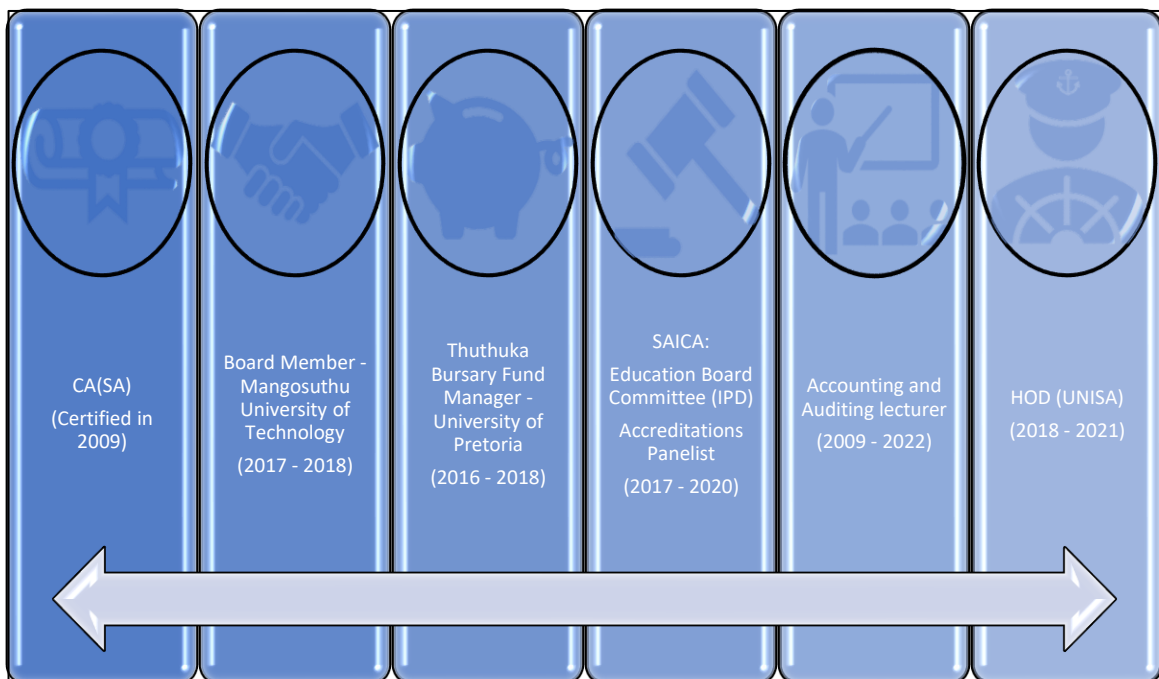 CA(SA)
(Certified in
2009)
Board Member -
Mangosuthu
University of
Technology
(2017 - 2018)
Thuthuka
Bursary Fund
Manager -
University of
Pretoria
(2016 - 2018)
SAICA:
Education Board
Committee (IPD)
Accreditations
Panelist
(2017 - 2020)
Accounting and
Auditing lecturer
(2009 - 2022)
HOD (UNISA)
(2018 - 2021)